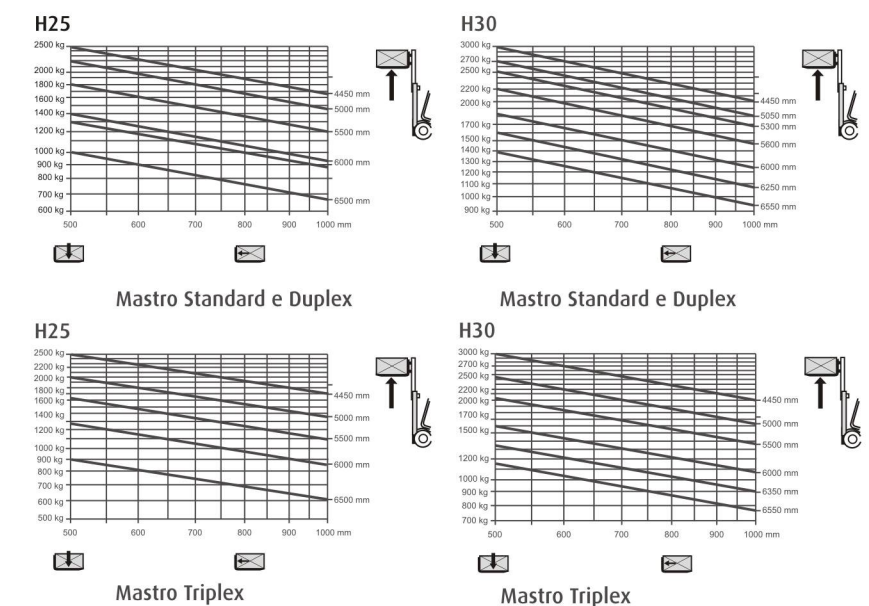 H25
2500 kg
2000 kg
1800 kg
1600 kg
1400 kg
1200 kg
1000 kg
900 kg
800 kg
700 kg
600 kg
4450 mm
5000 mm
5500 mm
6000 mm
6500 mm
500 600 700 800 900 1000 mm
Mastro Standard e Duplex
H30
3000 kg
2700 kg
2500 kg
2200 kg
2000 kg
1700 kg
1500 kg
1400 kg
1300 kg
1200 kg
1100 kg
1000 kg
900 kg
4450 mm
5050 mm
5300 mm
5600 mm
6000 mm
6250 mm
6550 mm
500 600 700 800 900 1000 mm
Mastro Standard e Duplex
H25
2500 kg
2200 kg
2000 kg
1800 kg
1600 kg
1400 kg
1200 kg
1000 kg
900 kg
800 kg
700 kg
600 kg
500 kg
4450 mm
5000 mm
5500 mm
6000 mm
6500 mm
500 600 700 800 900 1000 mm
Mastro Triplex
H30
3000 kg
2700 kg
2500 kg
2200 kg
2000 kg
1700 kg
1500 kg
1200 kg
1000 kg
900 kg
800 kg
700 kg
4450 mm
5000 mm
5500 mm
6000 mm
6350 mm
6550 mm
500 600 700 800 900 1000 mm
Mastro Triplex